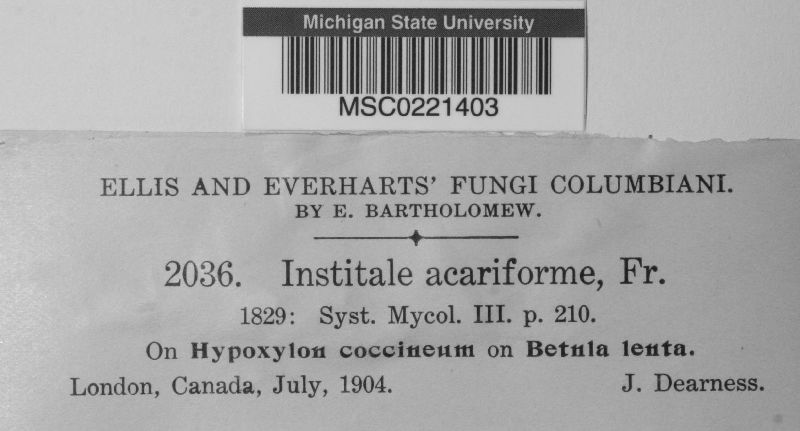 Michigan State University
MSC0221403
ELLIS AND EVERHARTS' FUNGI COLUMBIANI.
BY E. BARTHOLOMEW.
2036. Institale acariforme, Fr.
1829: Syst. Mycol. III. p. 210.
On Hypoxylon coccineum on Betula lenta.
London, Canada, July, 1904. J. Dearness.